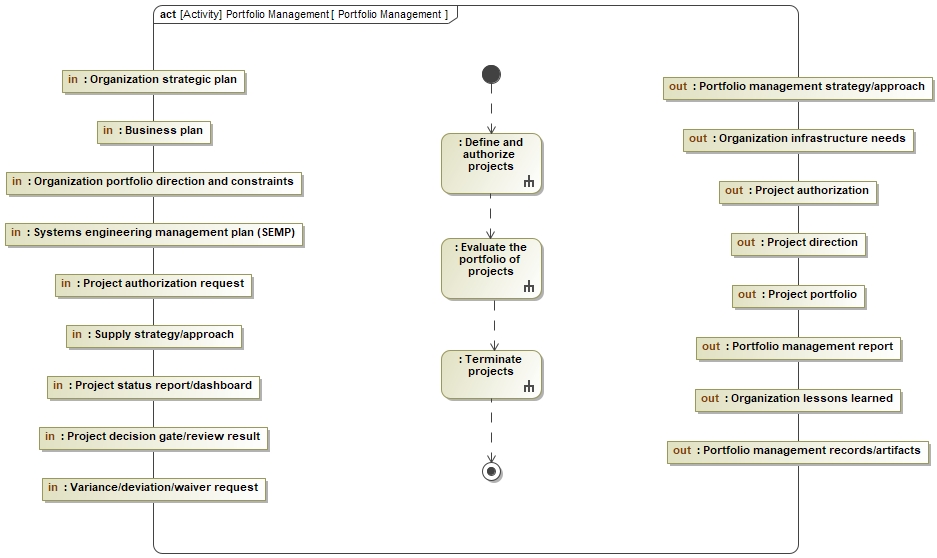 act [Activity] Portfolio Management[ Portfolio Management ]
in : Organization strategic plan
in : Business plan
in : Organization portfolio direction and constraints
in : Systems engineering management plan (SEMP)
in : Project authorization request
in : Supply strategy/approach
in : Project status report/dashboard
in : Project decision gate/review result
in : Variance/deviation/waiver request
: Define and
authorize
projects
: Evaluate the
portfolio of
projects
: Terminate
projects
out : Portfolio management strategy/approach
out : Organization infrastructure needs
out : Project authorization
out : Project direction
out : Project portfolio
out : Portfolio management report
out : Organization lessons learned
out : Portfolio management records/artifacts